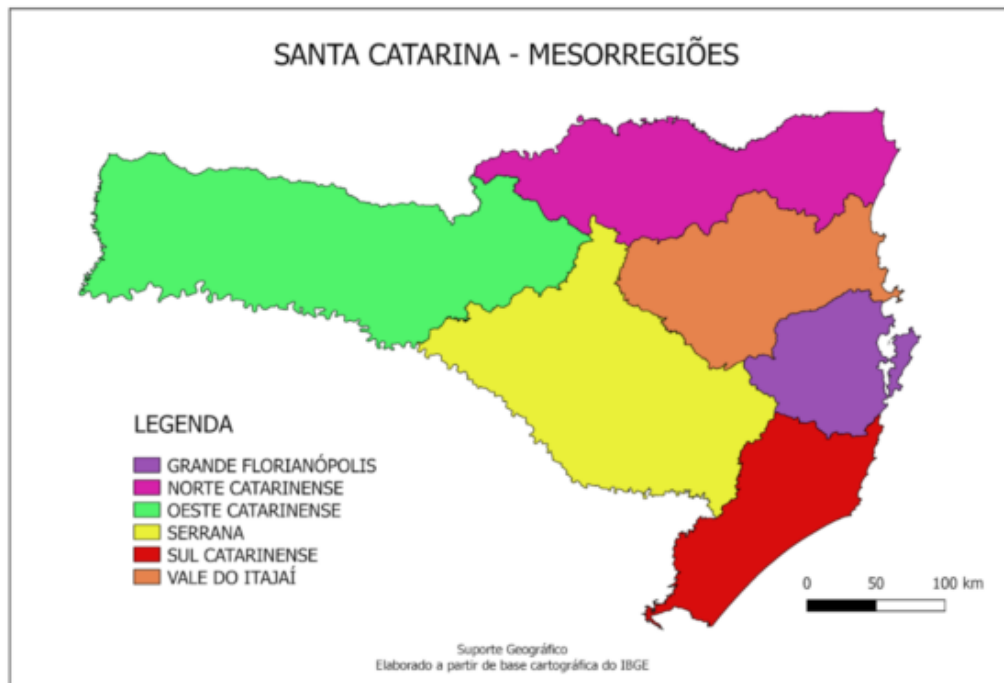 SANTA CATARINA - MESORREGIÕES
LEGENDA
GRANDE FLORIANÓPOLIS
NORTE CATARINENSE
OESTE CATARINENSE
SERRANA
SUL CATARINENSE
VALE DO ITAJAÍ
0 50 100 km
Suporte Geográfico
Elaborado a partir de base cartográfica do IBGE